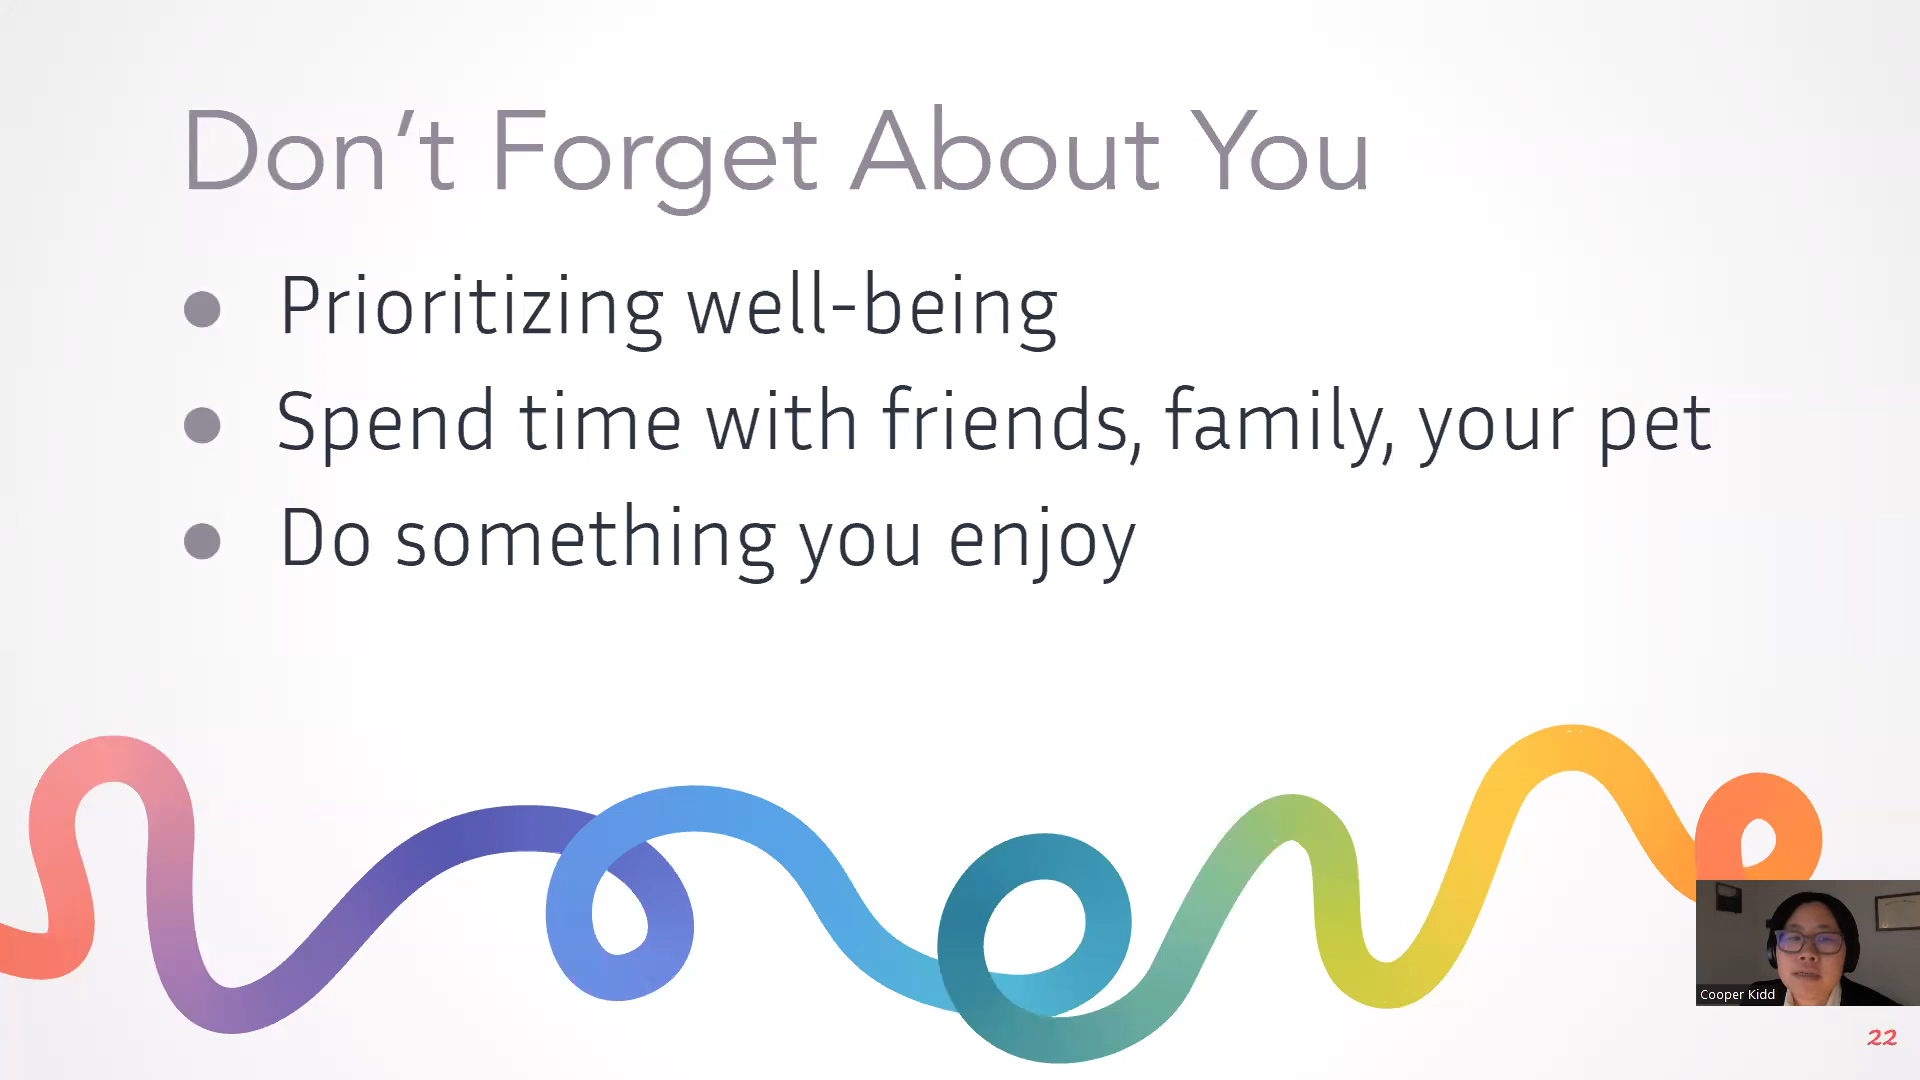 Don't Forget About You
● Prioritizing well-being
● Spend time with friends, family, your pet
● Do something you enjoy
Cooper Kidd
22